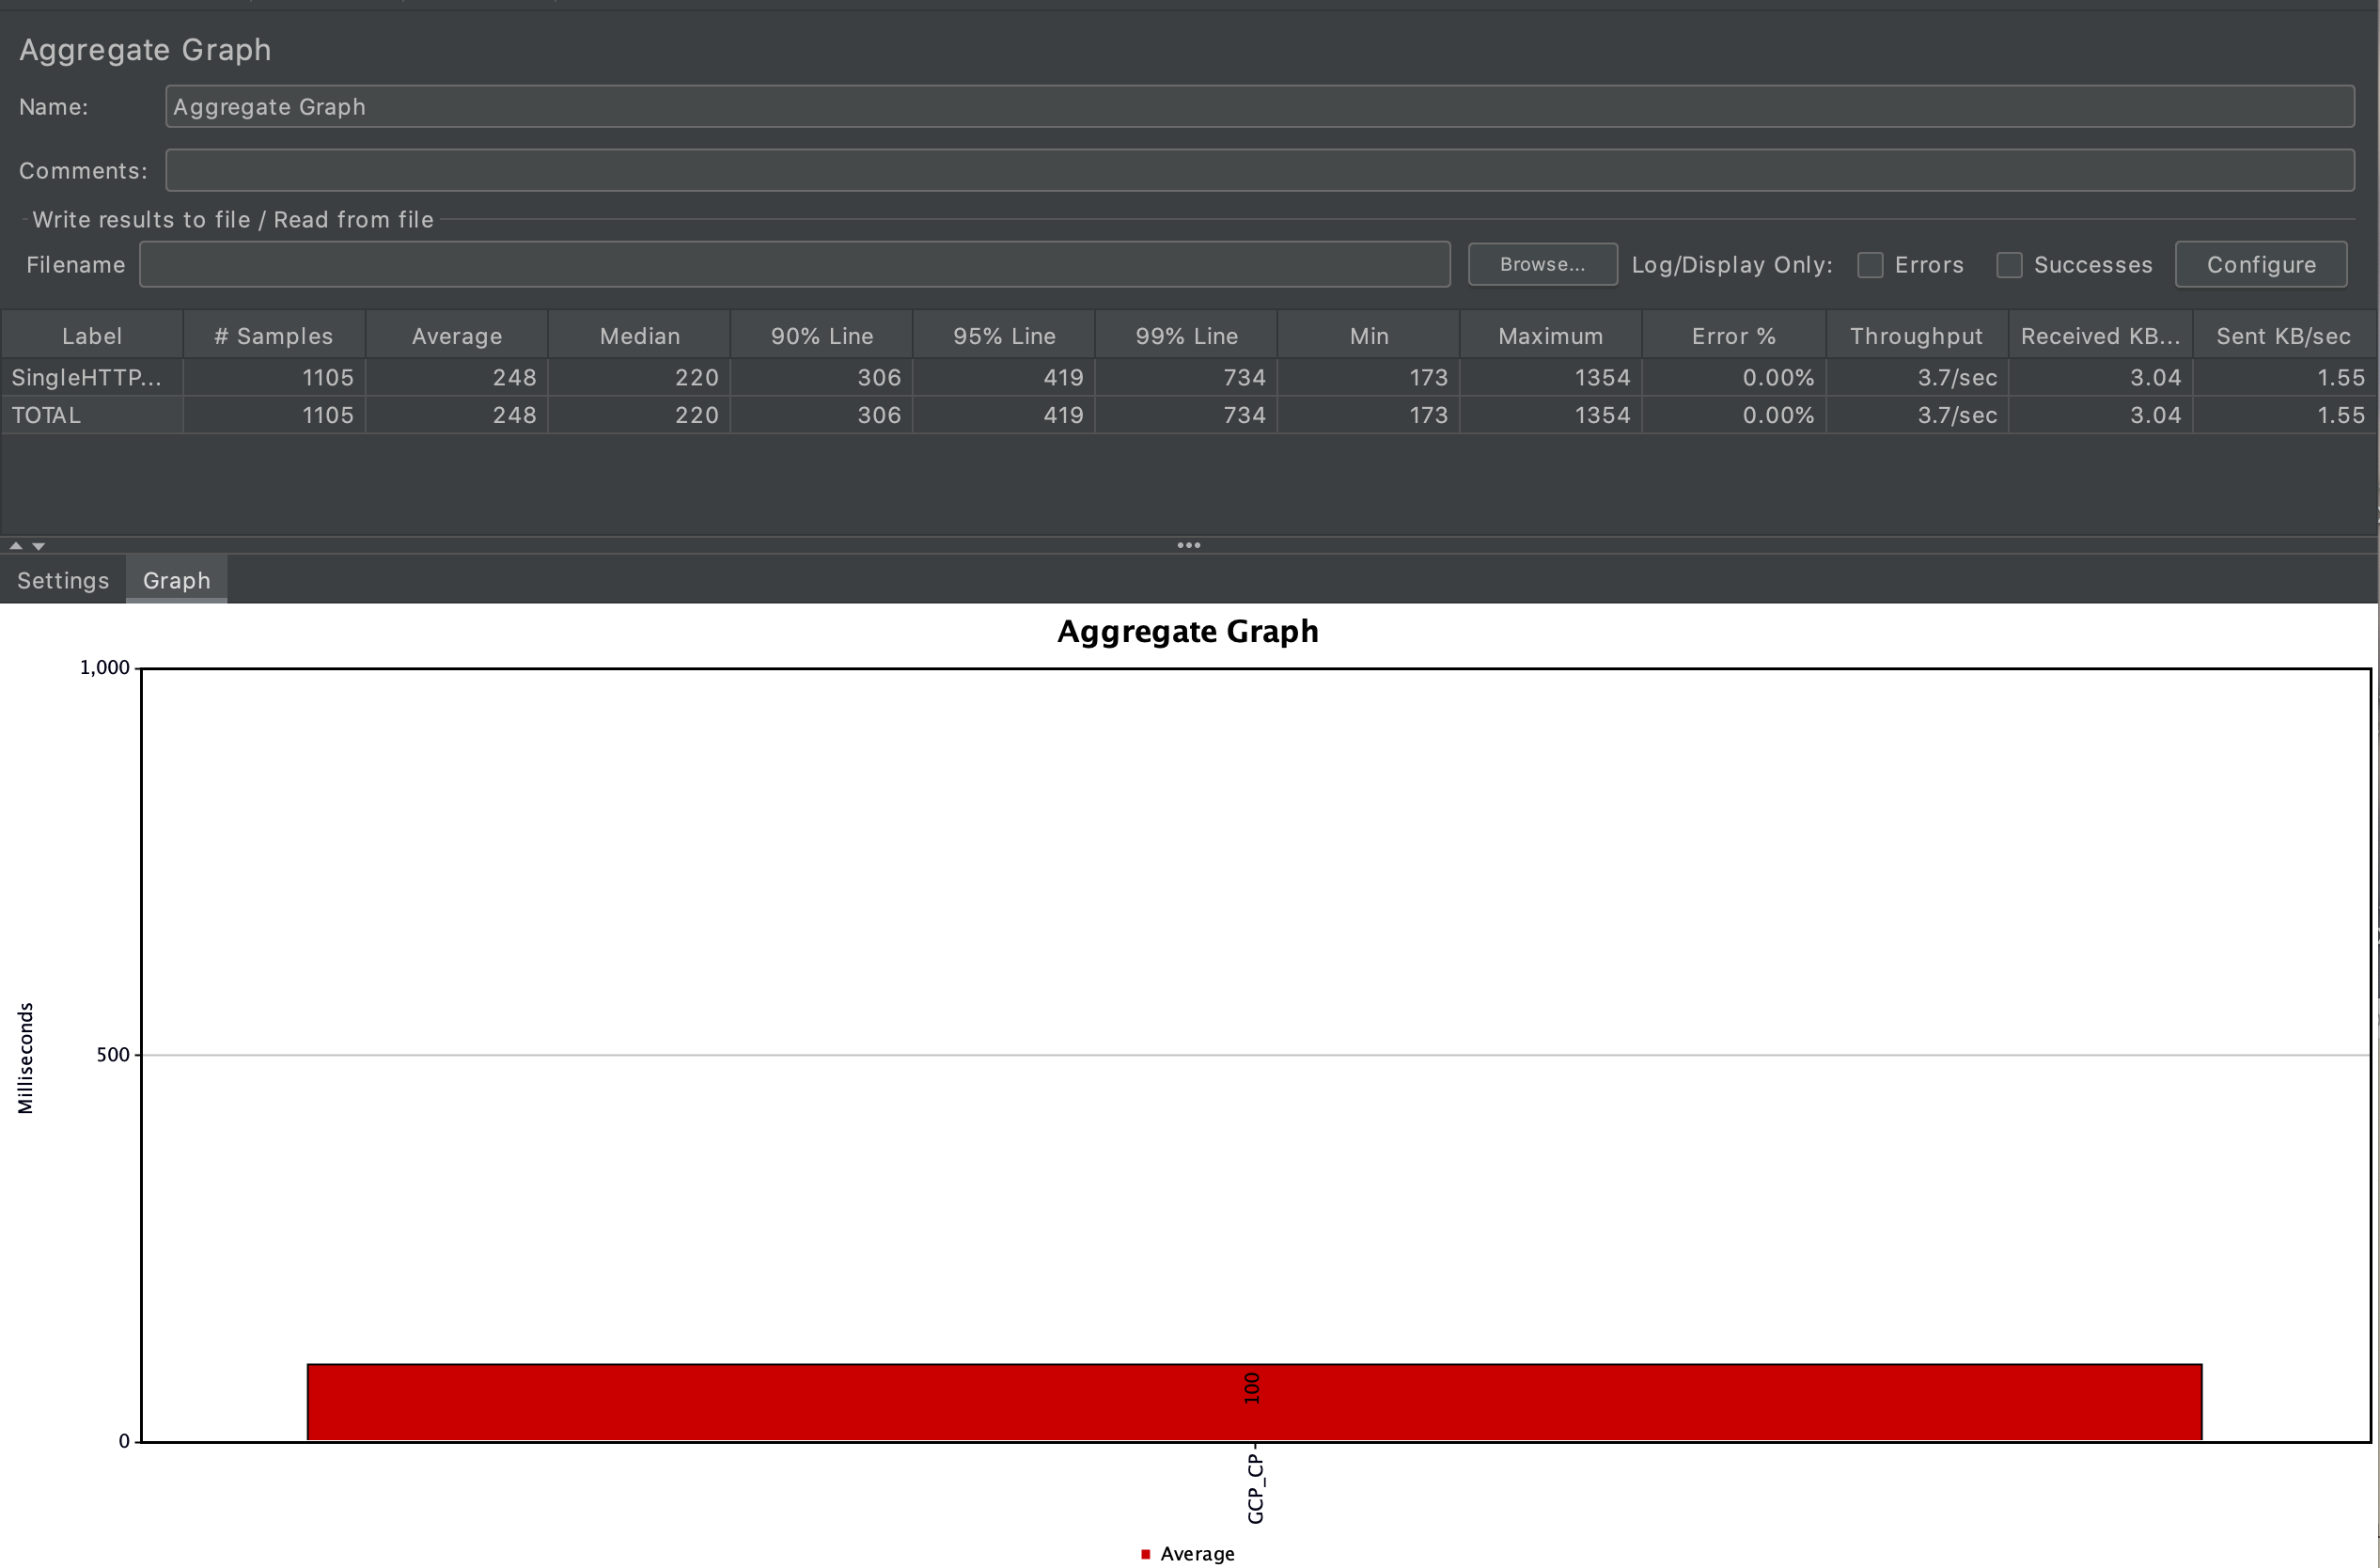 Aggregate Graph
Name: Aggregate Graph
Comments:
Write results to file / Read from file
Filename Browse... Log/Display Only: Errors Successes Configure
Label # Samples Average Median 90% Line 95% Line 99% Line Min Maximum Error % Throughput Received KB... Sent KB/sec
SingleHTTP... 1105 248 220 306 419 734 173 1354 0.00% 3.7/sec 3.04 1.55
TOTAL 1105 248 220 306 419 734 173 1354 0.00% 3.7/sec 3.04 1.55
Settings Graph
Aggregate Graph
1,000
500
0
Milliseconds
100
GCP_CP
Average